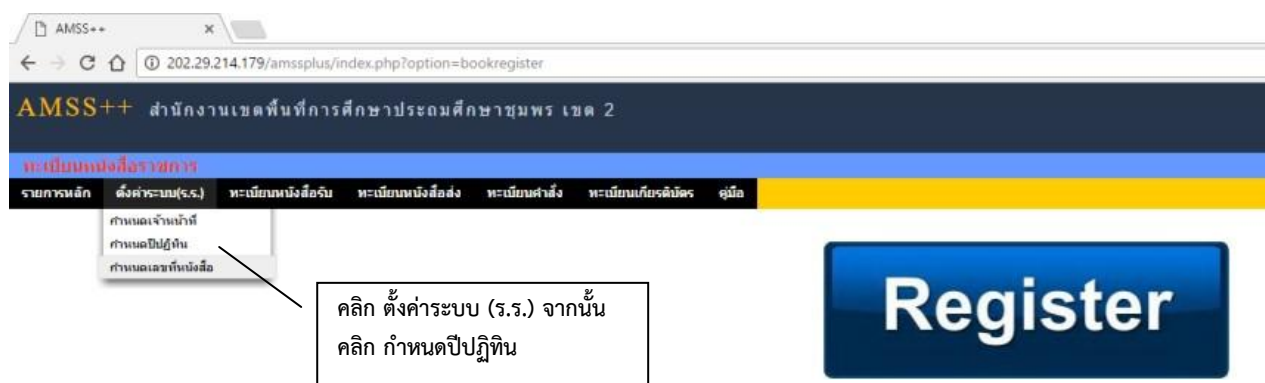 AMSS++
202.29.214.179/amssplus/index.php?option=bookregister
AMSS++ สำนักงานเขตพื้นที่การศึกษาประถมศึกษาชุมพร เขต 2
ทะเบียนหนังสือราชการ
รายการหลัก ตั้งค่าระบบ(ร.ร.) ทะเบียนหนังสือรับ ทะเบียนหนังสือส่ง ทะเบียนคำสั่ง ทะเบียนเกียรติบัตร คู่มือ
กำหนดเจ้าหน้าที่
กำหนดปีปฏิทิน
กำหนดเลขที่หนังสือ
คลิก ตั้งค่าระบบ (ร.ร.) จากนั้น
คลิก กำหนดปีปฏิทิน
Register